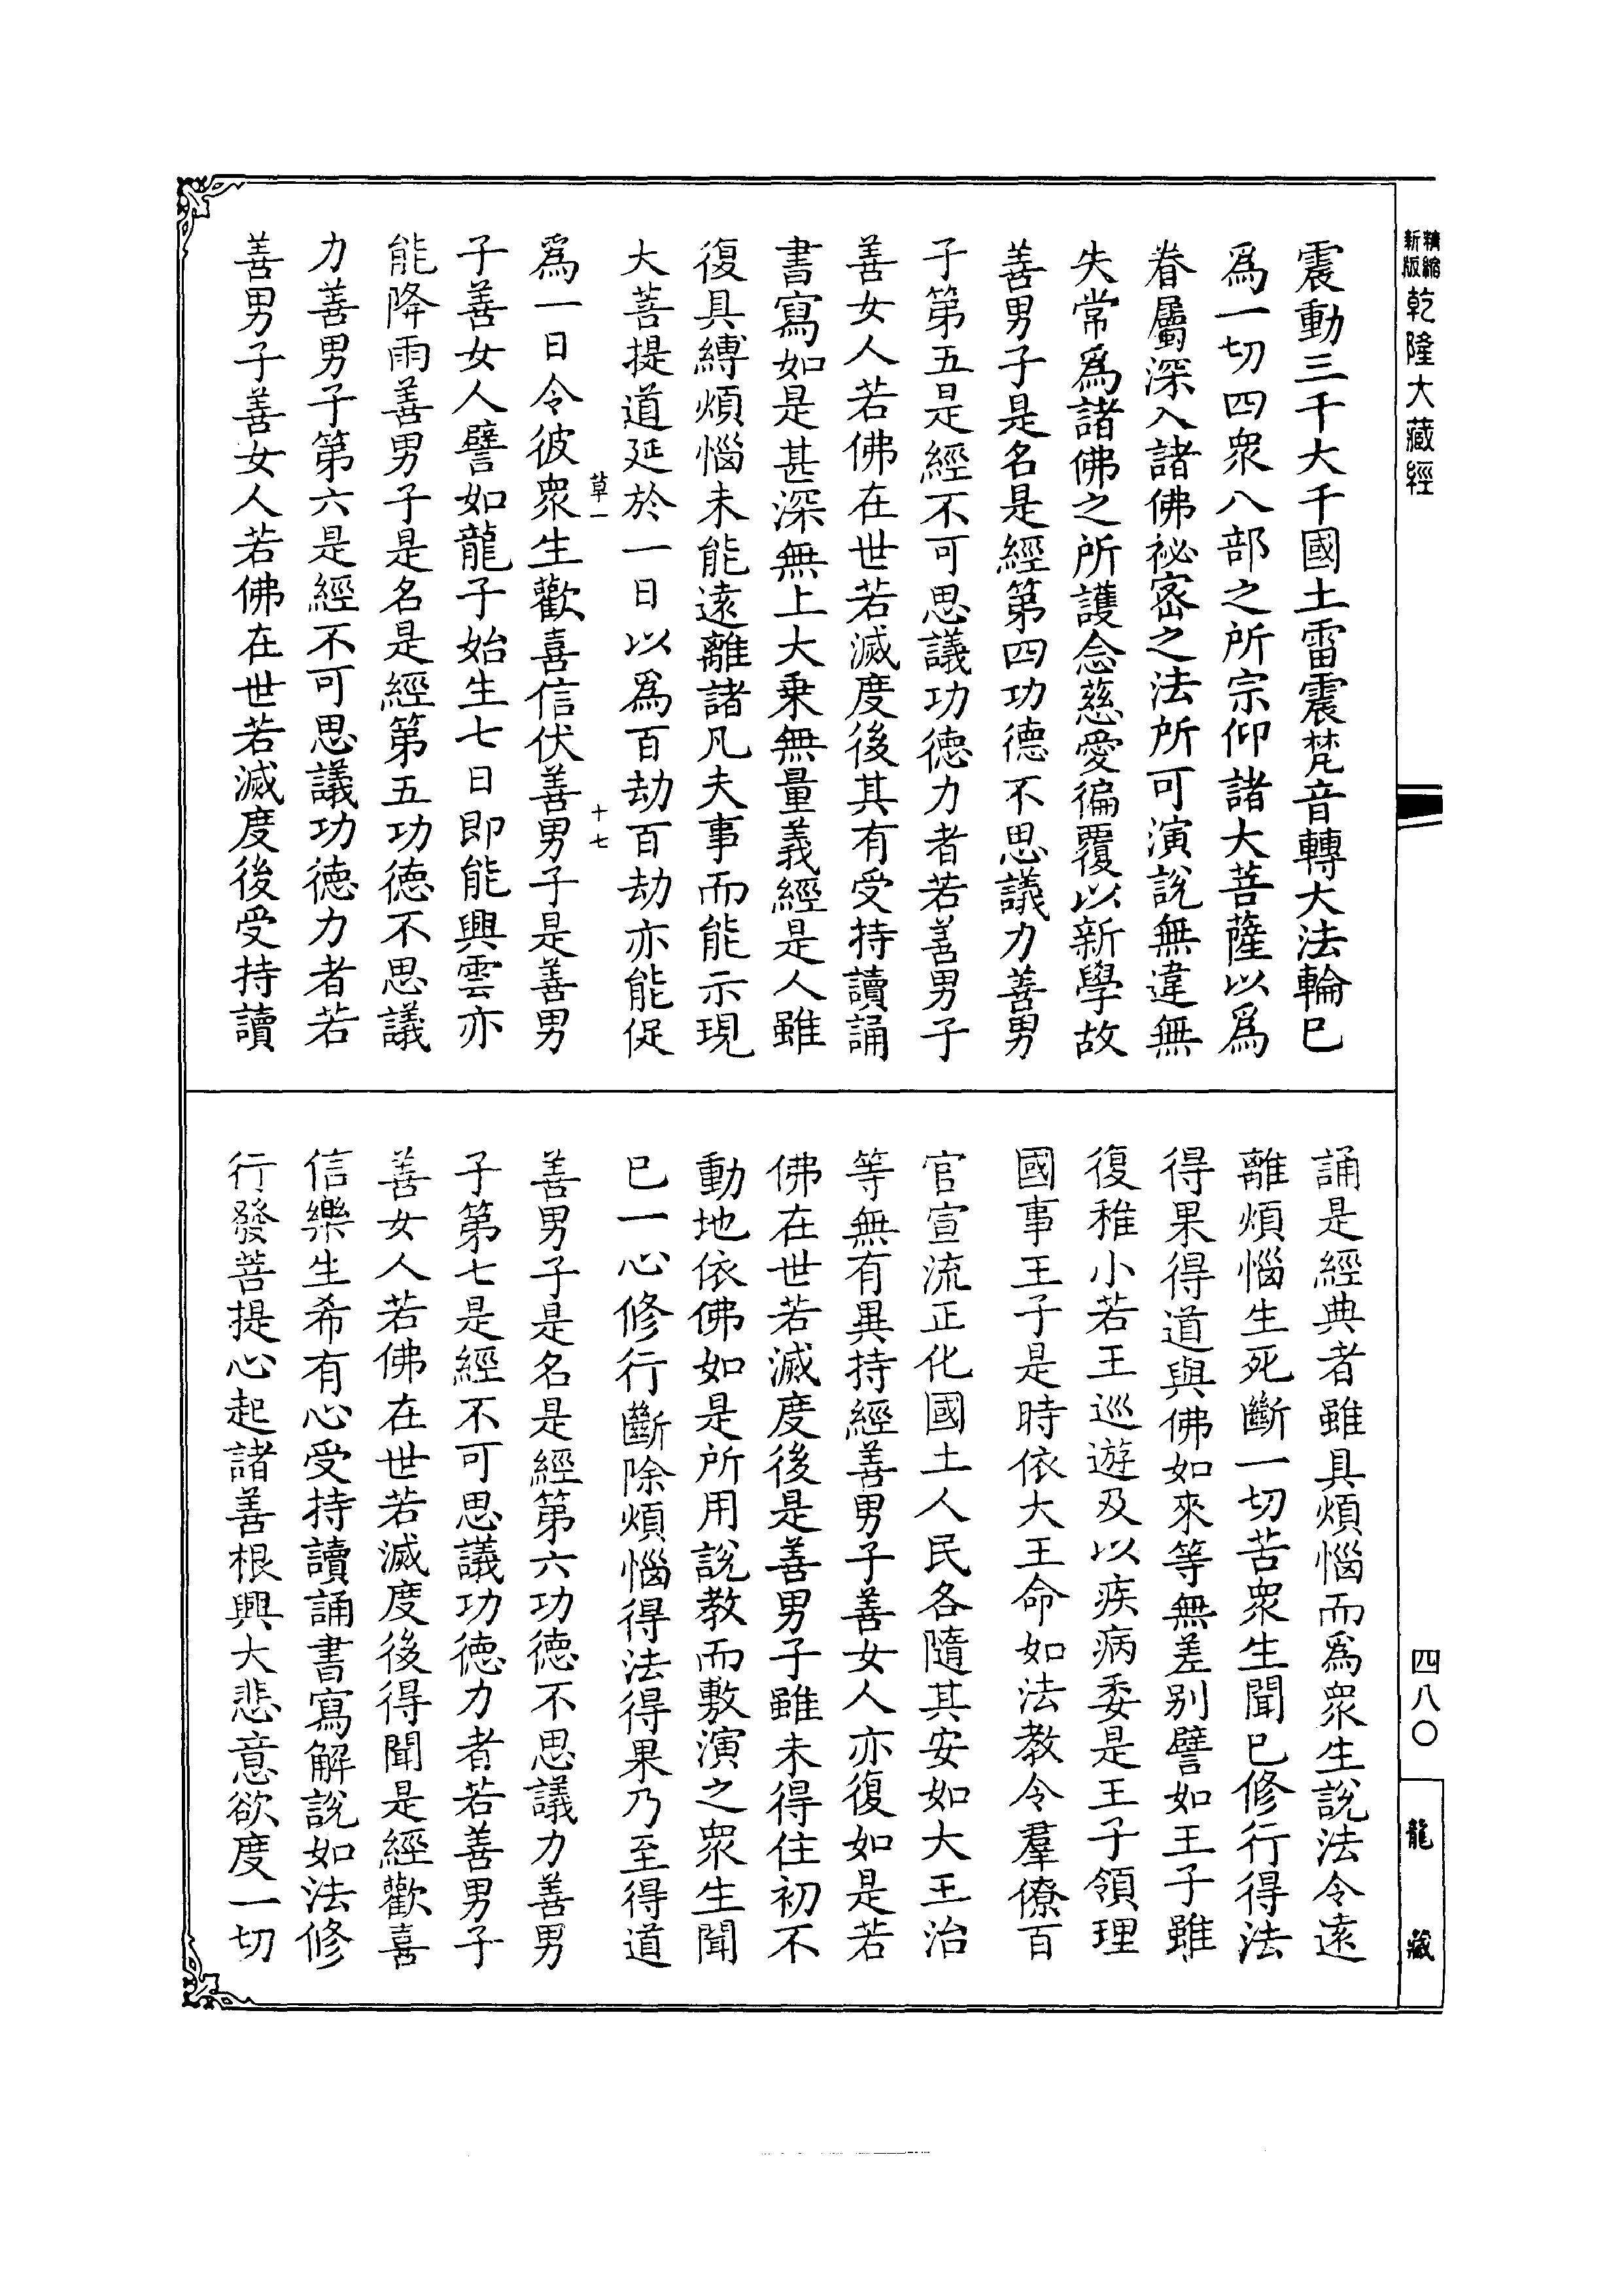 精縮
新版
乾隆大藏經
震動三千大千國土雷震梵音轉大法輪巳
爲一切四衆八部之所宗仰諸大菩薩以爲
眷屬深入諸佛祕密之法所可演說無違無
失常爲諸佛之所護念慈愛徧覆以新學故
善男子是名是經第四功德不思議力善男
子第五是經不可思議功德力者若善男子
善女人若佛在世若滅度後其有受持讀誦
書寫如是甚深無上大乗無量義經是人雖
復具縛煩惱未能遠離諸凡夫事而能示現
大菩提道延於一日以爲百劫百劫亦能促
草一
十七
爲一日令彼衆生歡喜信伏善男子是善男
子善女人譬如龍子始生七日即能興雲亦
能降雨善男子是名是經第五功德不思議
力善男子第六是經不可思議功德力者若
善男子善女人若佛在世若滅度後受持讀
誦是經典者雖具煩惱而爲衆生說法令遠
離煩惱生死斷一切苦衆生聞巳修行得法
得果得道與佛如來等無差别譬如王子雖
復稚小若王巡遊及以疾病委是王子領理
國事王子是時依大王命如法教令羣僚百
官宣流正化國土人民各隨其安如大王治
等無有異持經善男子善女人亦復如是若
佛在世若滅度後是善男子雖未得住初不
動地依佛如是所用說教而敷演之衆生聞
巳一心修行斷除煩惱得法得果乃至得道
善男子是名是經第六功德不思議力善男
子第七是經不可思議功德力者若善男子
善女人若佛在世若滅度後得聞是經歡喜
信樂生希有心受持讀誦書寫解說如法修
行發菩提心起諸善根興大悲意欲度一切
四八〇
龍藏